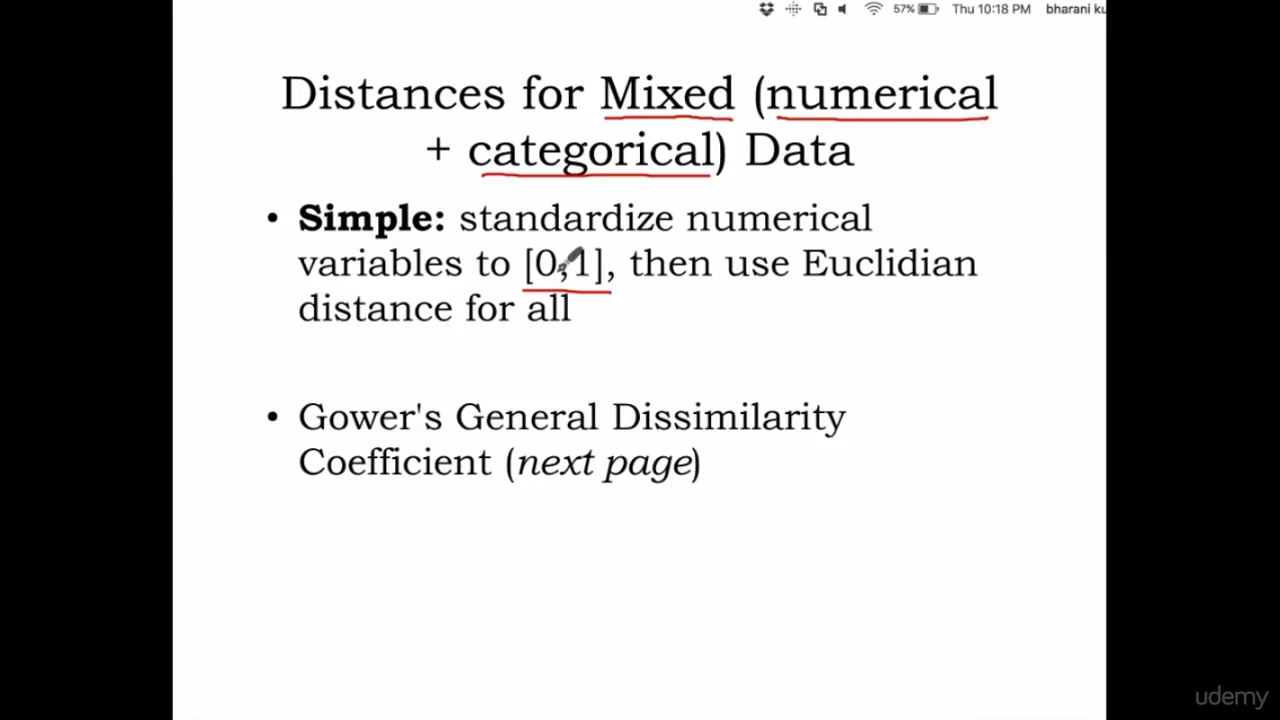 57% Thu 10:18 PM bharani ku
Distances for Mixed (numerical
+ categorical) Data
• Simple: standardize numerical
variables to [0,1], then use Euclidian
distance for all
• Gower's General Dissimilarity
Coefficient (next page)
udemy